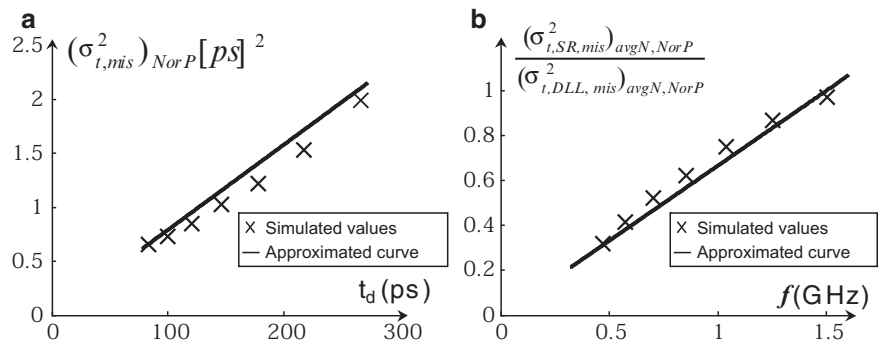 a
(σ²t,mis)NorP[ps]²
2.5
2
1.5
1
0.5
0
0
100
200
300
× Simulated values
— Approximated curve
td(ps)
b
(σ²t,SR,mis)avgN,NorP
(σ²t,DLL, mis)avgN,NorP
1
0.8
0.6
0.4
0.2
0
0
0.5
1
1.5
× Simulated values
— Approximated curve
f(GHz)